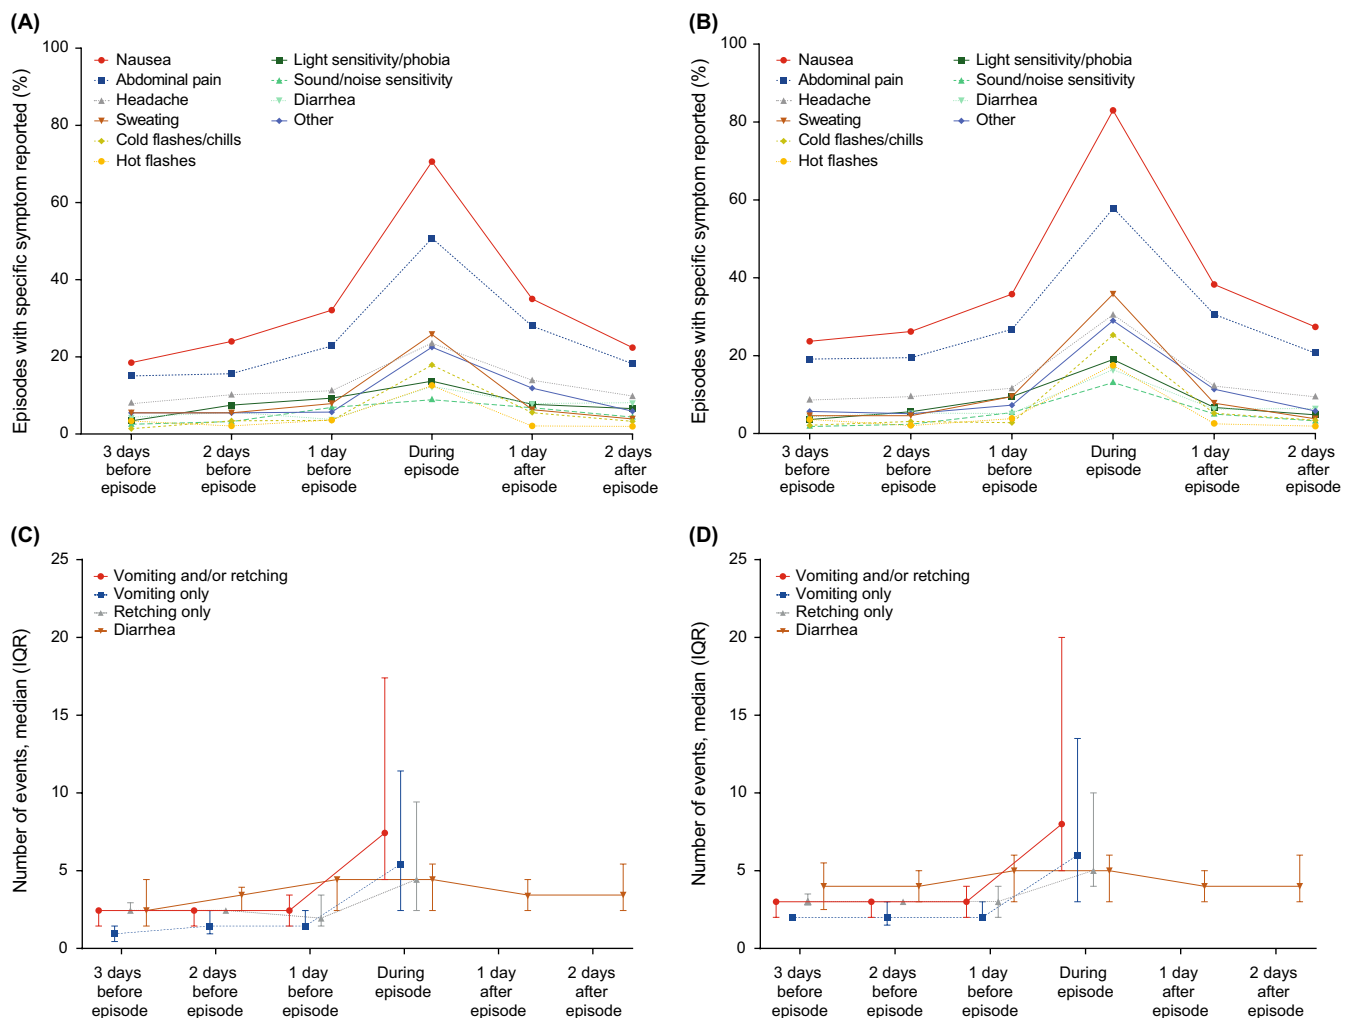 (A)
Episodes with specific symptom reported (%)
100
80
60
40
20
0
Nausea
Abdominal pain
Headache
Sweating
Cold flashes/chills
Hot flashes
Light sensitivity/phobia
Sound/noise sensitivity
Diarrhea
Other
3 days
before
episode
2 days
before
episode
1 day
before
episode
During
episode
1 day
after
episode
2 days
after
episode
(B)
Episodes with specific symptom reported (%)
100
80
60
40
20
0
Nausea
Abdominal pain
Headache
Sweating
Cold flashes/chills
Hot flashes
Light sensitivity/phobia
Sound/noise sensitivity
Diarrhea
Other
3 days
before
episode
2 days
before
episode
1 day
before
episode
During
episode
1 day
after
episode
2 days
after
episode
(C)
Number of events, median (IQR)
25
20
15
10
5
0
Vomiting and/or retching
Vomiting only
Retching only
Diarrhea
3 days
before
episode
2 days
before
episode
1 day
before
episode
During
episode
1 day
after
episode
2 days
after
episode
(D)
Number of events, median (IQR)
25
20
15
10
5
0
Vomiting and/or retching
Vomiting only
Retching only
Diarrhea
3 days
before
episode
2 days
before
episode
1 day
before
episode
During
episode
1 day
after
episode
2 days
after
episode